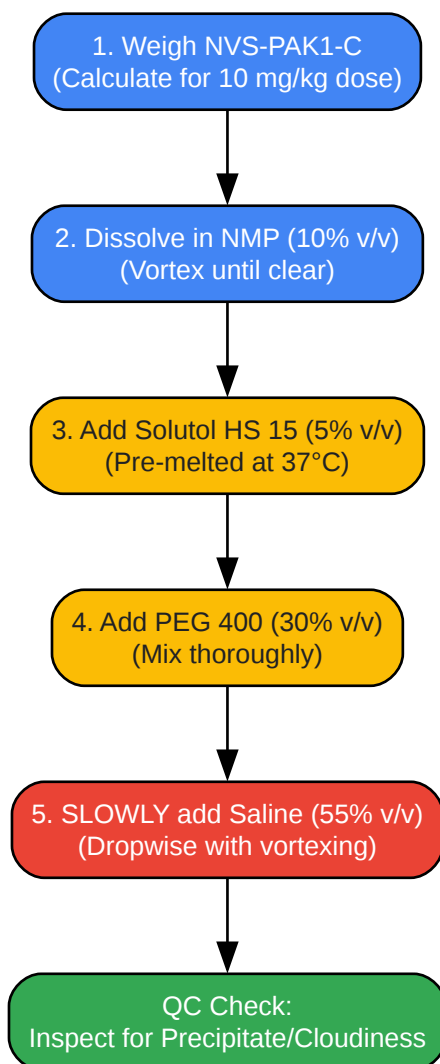 1. Weigh NVS-PAK1-C
(Calculate for 10 mg/kg dose)
2. Dissolve in NMP (10% v/v)
(Vortex until clear)
3. Add Solutol HS 15 (5% v/v)
(Pre-melted at 37°C)
4. Add PEG 400 (30% v/v)
(Mix thoroughly)
5. SLOWLY add Saline (55% v/v)
(Dropwise with vortexing)
QC Check:
Inspect for Precipitate/Cloudiness